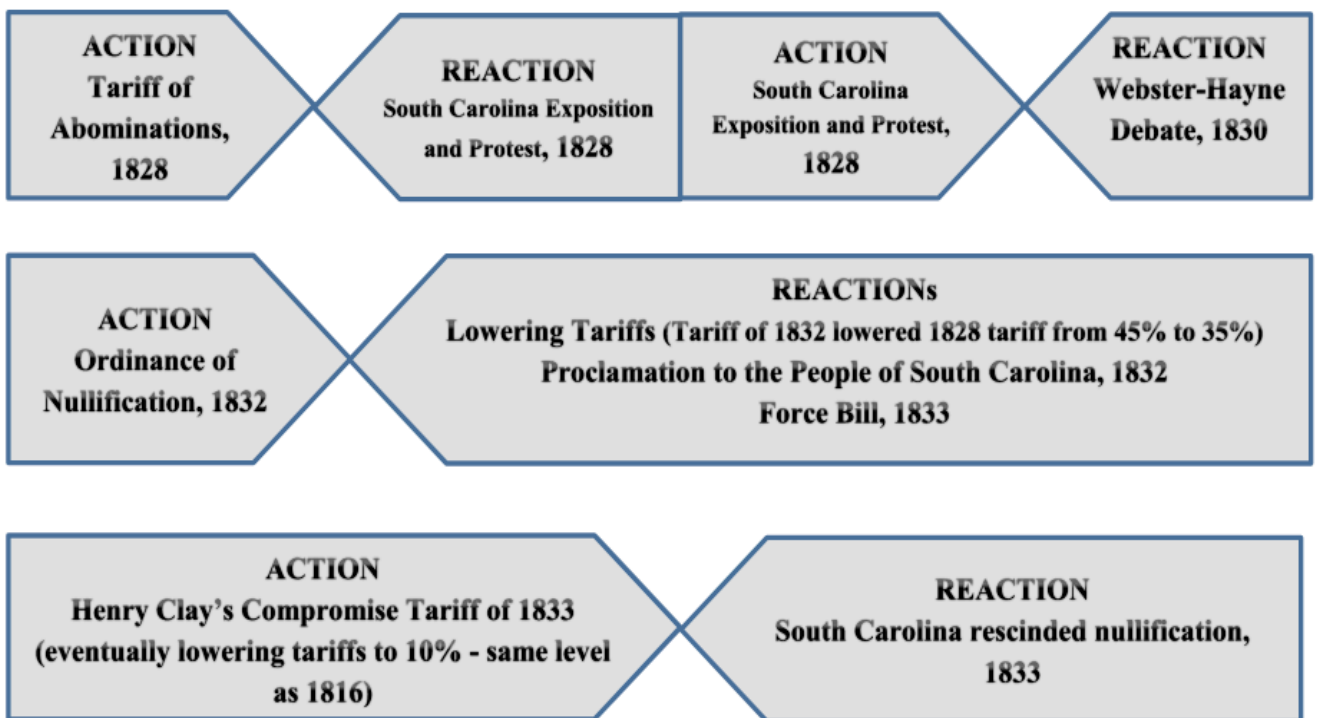 ACTION
Tariff of
Abominations,
1828
REACTION
South Carolina Exposition
and Protest, 1828
ACTION
South Carolina
Exposition and Protest,
1828
REACTION
Webster-Hayne
Debate, 1830
ACTION
Ordinance of
Nullification, 1832
REACTIONs
Lowering Tariffs (Tariff of 1832 lowered 1828 tariff from 45% to 35%)
Proclamation to the People of South Carolina, 1832
Force Bill, 1833
ACTION
Henry Clay’s Compromise Tariff of 1833
(eventually lowering tariffs to 10% - same level
as 1816)
REACTION
South Carolina rescinded nullification,
1833